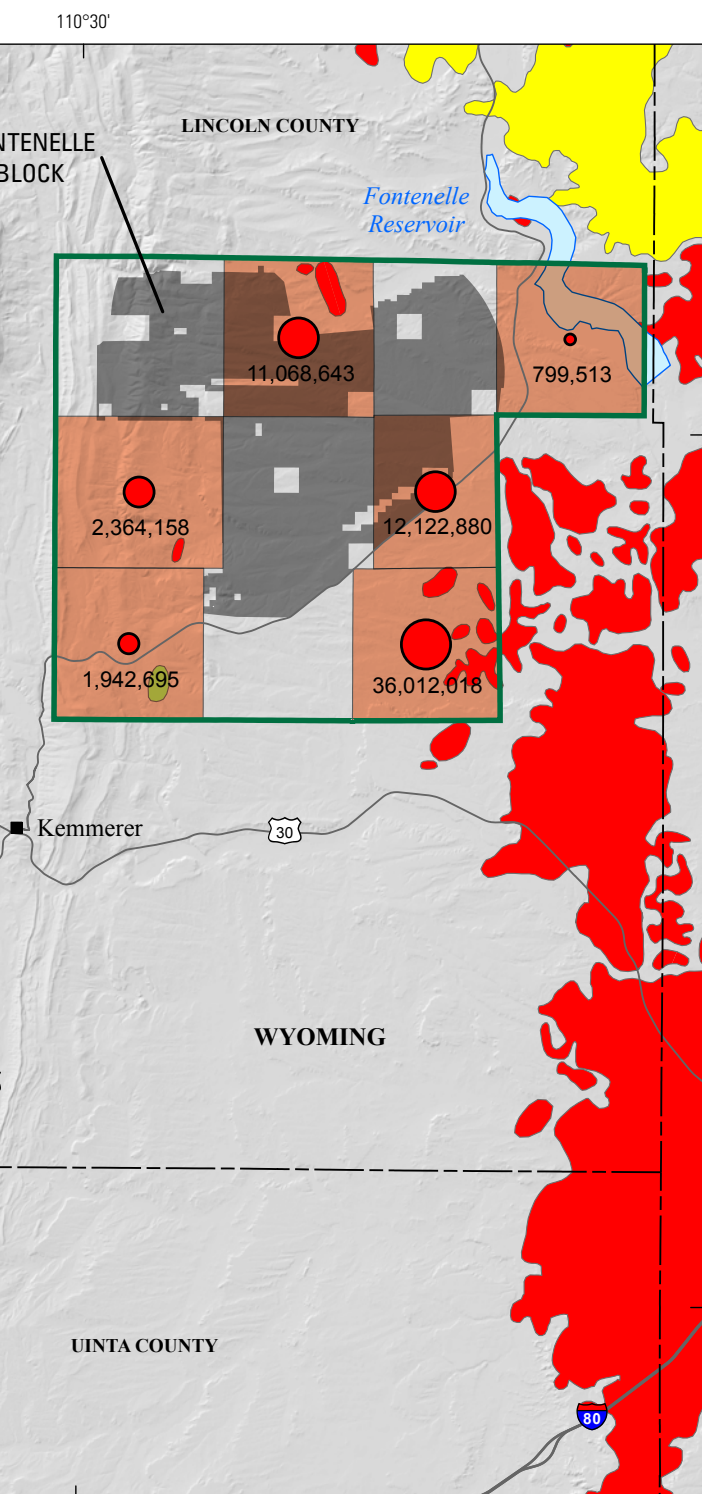 110°30'
LINCOLN COUNTY
BLOCK
Fontenelle
Reservoir
11,068,643
799,513
2,364,158
12,122,880
1,942,695
36,012,018
Kemmerer
30
WYOMING
UINTA COUNTY
80